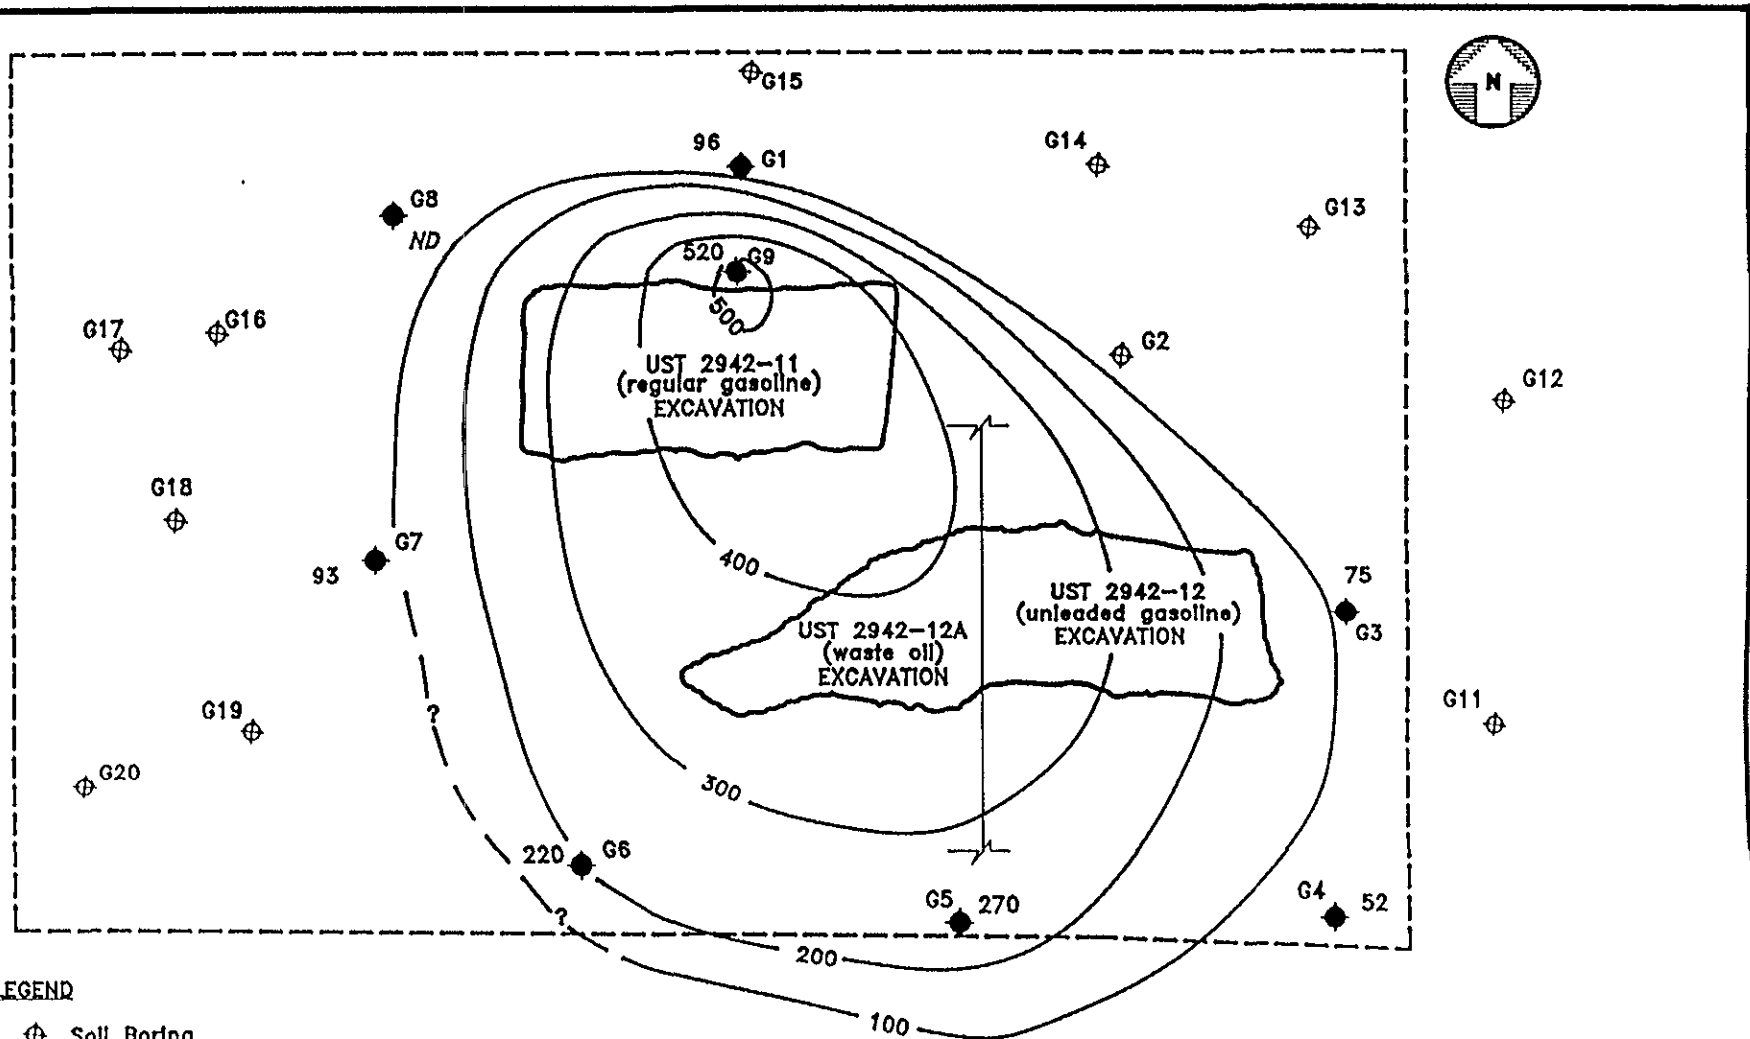 N
G15
96
G1
G14
G8
ND
G13
520
G9
500
G17
G16
G2
G12
UST 2942-11
(regular gasoline)
EXCAVATION
G18
G7
93
400
75
G3
UST 2942-12
(unleaded gasoline)
EXCAVATION
UST 2942-12A
(waste oil)
EXCAVATION
G19
?
G11
G20
300
220
G6
G5
270
G4
52
?
200
100
EGEND
Soil Boring